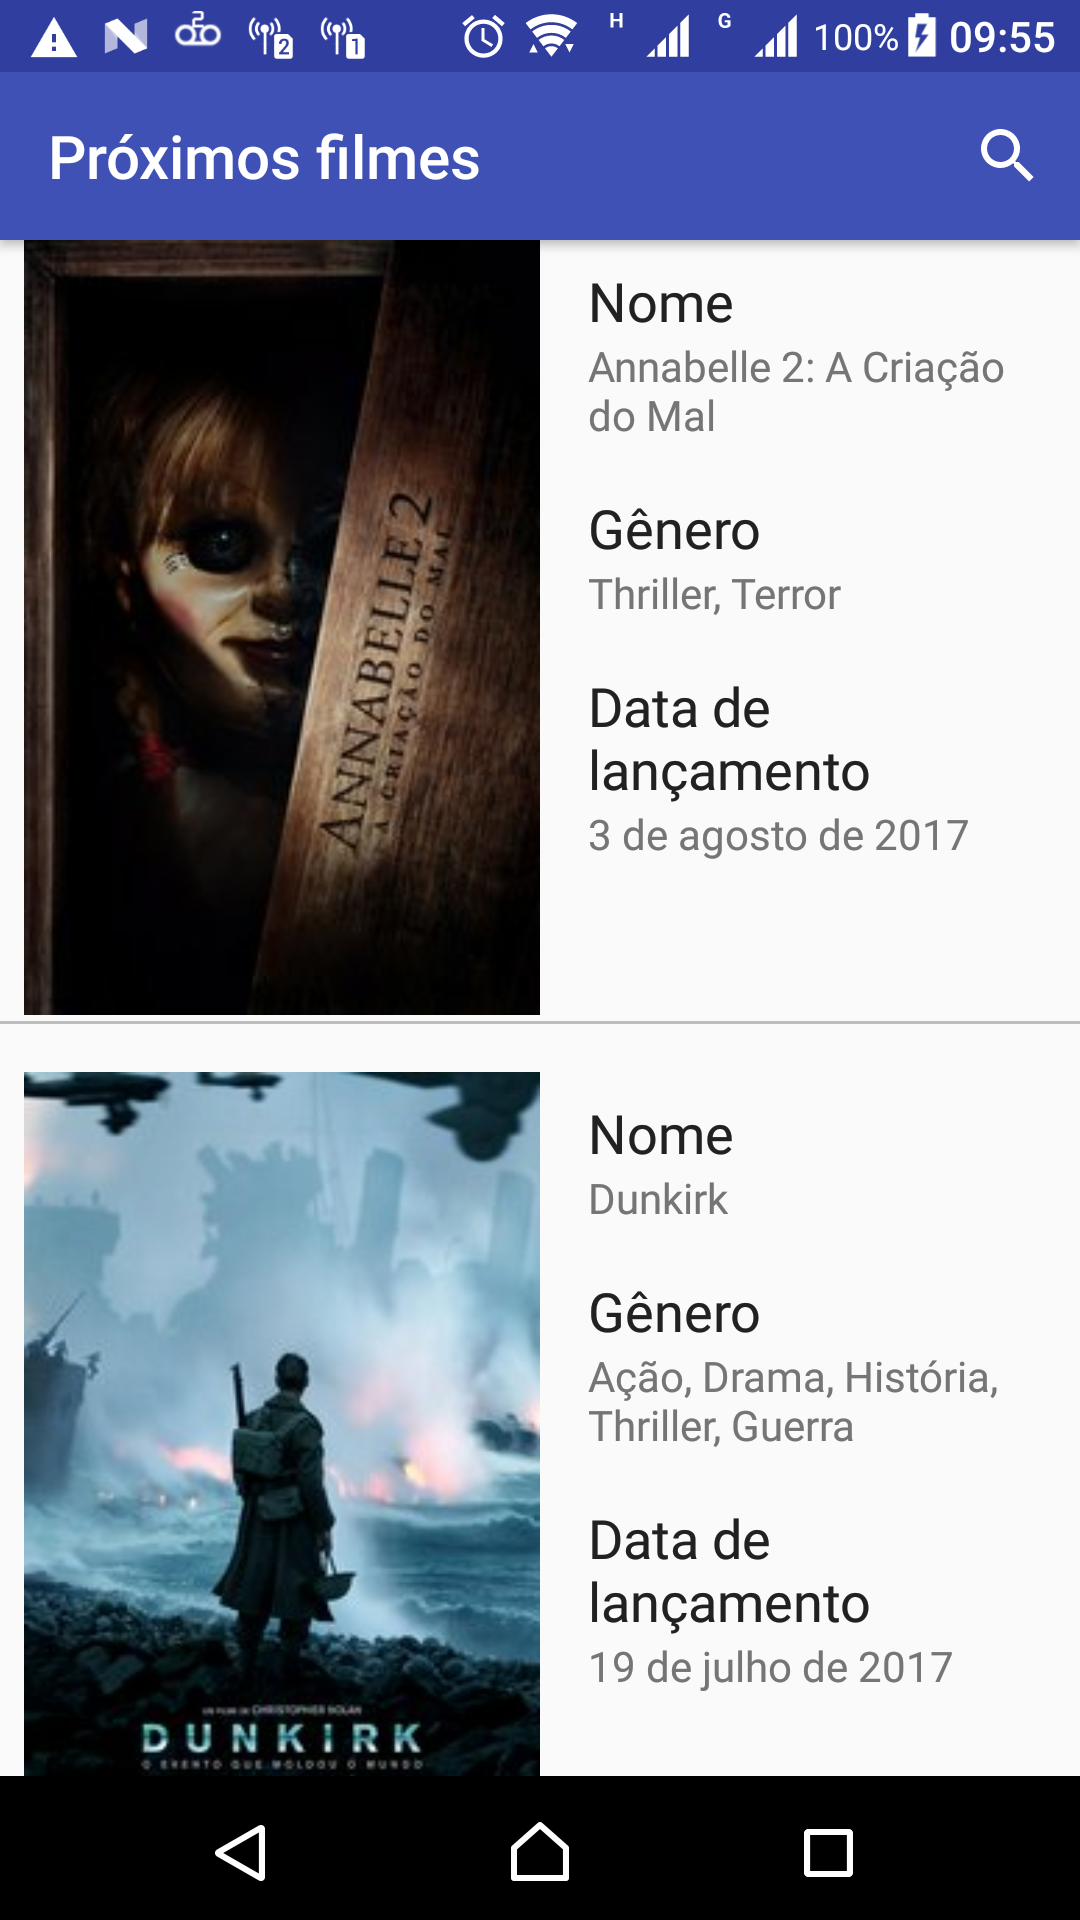 2 1 H G 100% 09:55
Próximos filmes
Nome
Annabelle 2: A Criação
do Mal
Gênero
Thriller, Terror
Data de
lançamento
3 de agosto de 2017
ANNABELLE 2
A CRIAÇÃO DO MAL
Nome
Dunkirk
Gênero
Ação, Drama, História,
Thriller, Guerra
Data de
lançamento
19 de julho de 2017
UM FILME DE CHRISTOPHER NOLAN
DUNKIRK
O EVENTO QUE MOLDOU O MUNDO